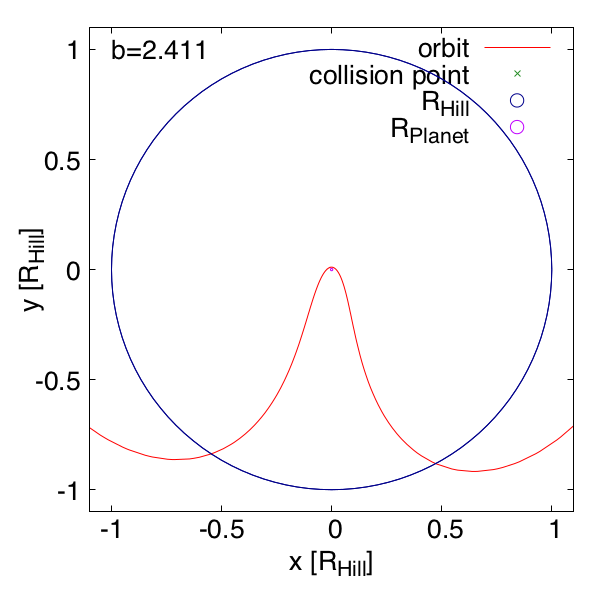 b=2.411
orbit
collision point
R_Hill
R_Planet
1
0.5
0
-0.5
-1
y [R_Hill]
-1
-0.5
0
0.5
1
x [R_Hill]